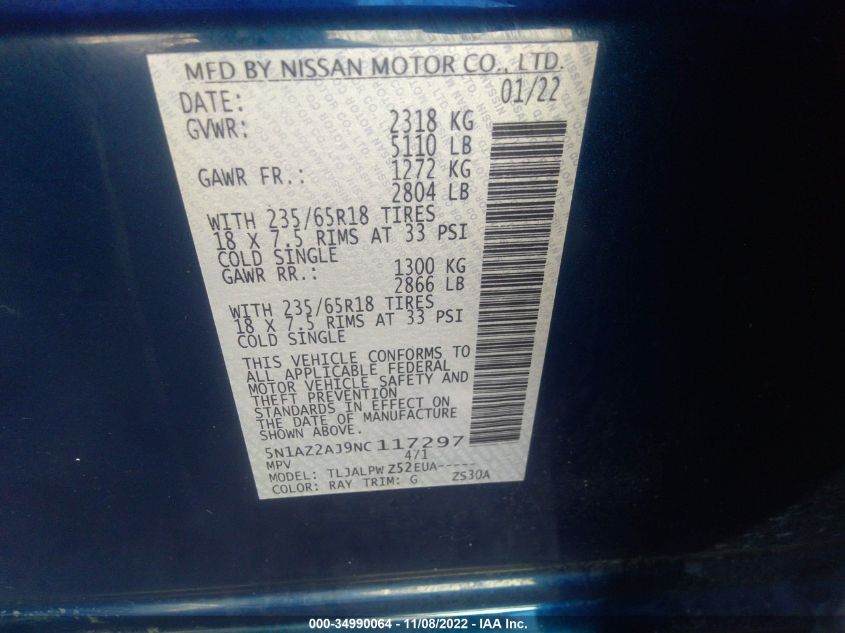 MFD BY NISSAN MOTOR CO., LTD.
DATE: 01/22
GVWR: 2318 KG
5110 LB
GAWR FR.: 1272 KG
2804 LB
WITH 235/65R18 TIRES
18 X 7.5 RIMS AT 33 PSI
COLD SINGLE
GAWR RR.: 1300 KG
2866 LB
WITH 235/65R18 TIRES
18 X 7.5 RIMS AT 33 PSI
COLD SINGLE
THIS VEHICLE CONFORMS TO
ALL APPLICABLE FEDERAL
MOTOR VEHICLE SAFETY AND
THEFT PREVENTION
STANDARDS IN EFFECT ON
THE DATE OF MANUFACTURE
SHOWN ABOVE.
5N1AZ2AJ9NC117297
MPV 4/1
MODEL: TLJALPWZ52EUA-----
COLOR: RAY TRIM: G ZS30A
000-34990064 - 11/08/2022 - IAA Inc.